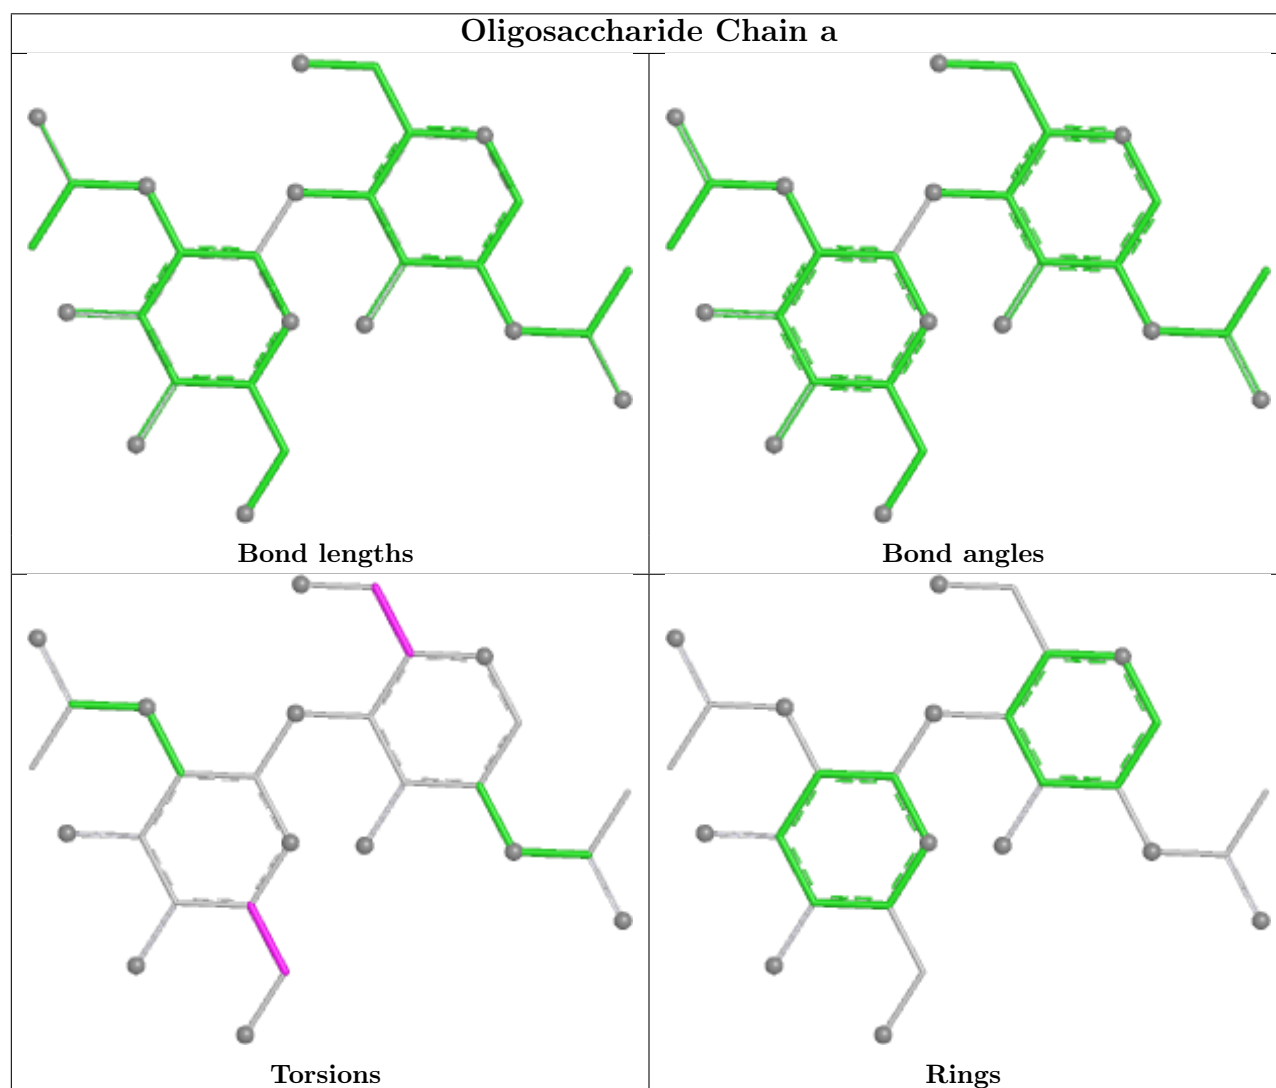 Oligosaccharide Chain a
Bond lengths
Bond angles
Torsions
Rings